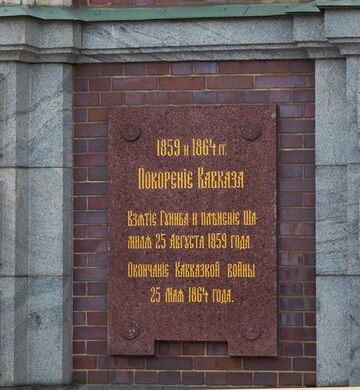 1859 и 1864 гг.
Покореніе Кавказа
Взятіе Гуниба и плѣненіе Ша-
миля 25 Августа 1859 года.
Окончаніе Кавказкой войны
25 Мая 1864 года.